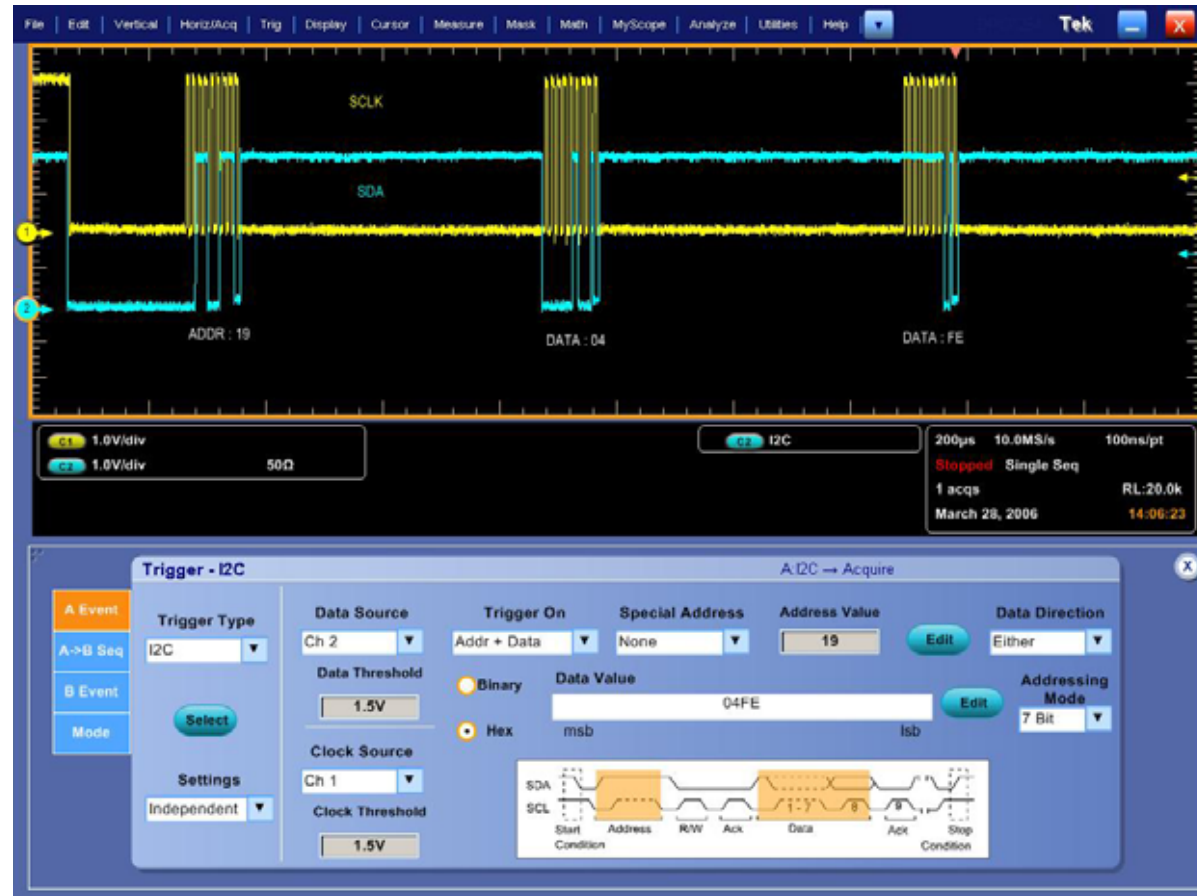 File | Edit | Vertical | Horiz/Acq | Trig | Display | Cursor | Measure | Mask | Math | MyScope | Analyze | Utilities | Help Tek X
SCLK
SDA
1
2
ADDR : 19
DATA : 04
DATA : FE
C1 1.0V/div
C2 1.0V/div 50Ω
C2 I2C
200µs 10.0MS/s 100ns/pt
Stopped Single Seq
1 acqs RL:20.0k
March 28, 2006 14:06:23
Trigger - I2C A:I2C → Acquire X
A Event
A->B Seq
B Event
Mode
Trigger Type
I2C
Select
Settings
Independent
Data Source
Ch 2
Data Threshold
1.5V
Clock Source
Ch 1
Clock Threshold
1.5V
Trigger On
Addr + Data
Special Address
None
Address Value
19
Edit
Data Direction
Either
Binary
Hex
Data Value
04FE
msb lsb
Edit
Addressing
Mode
7 Bit
SDA
SCL 1 - 7 8 9
Start Address R/W Ack Data Ack Stop
Condition Condition